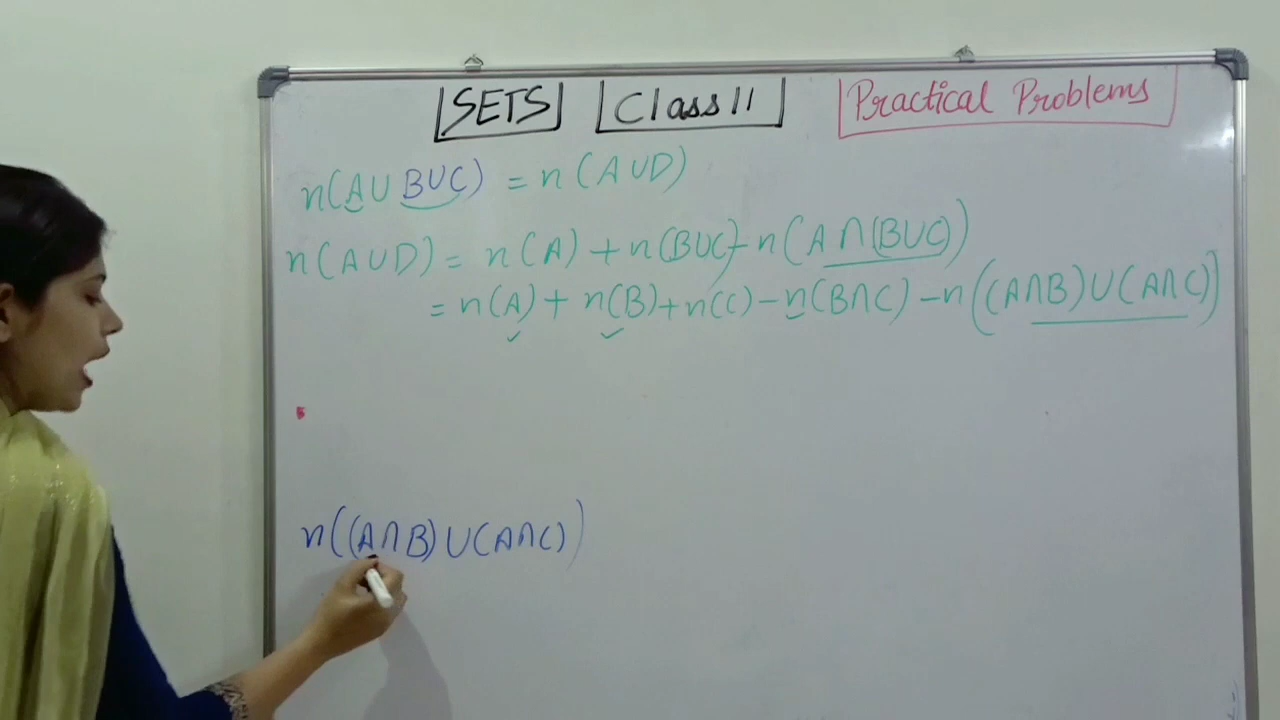 SETS Class 11 Practical Problems
n(A∪B∪C) = n(A∪D)
n(A∪D) = n(A) + n(B∪C) - n(A∩(B∪C))
= n(A) + n(B) + n(C) - n(B∩C) - n((A∩B)∪(A∩C))
n((A∩B)∪(A∩C))